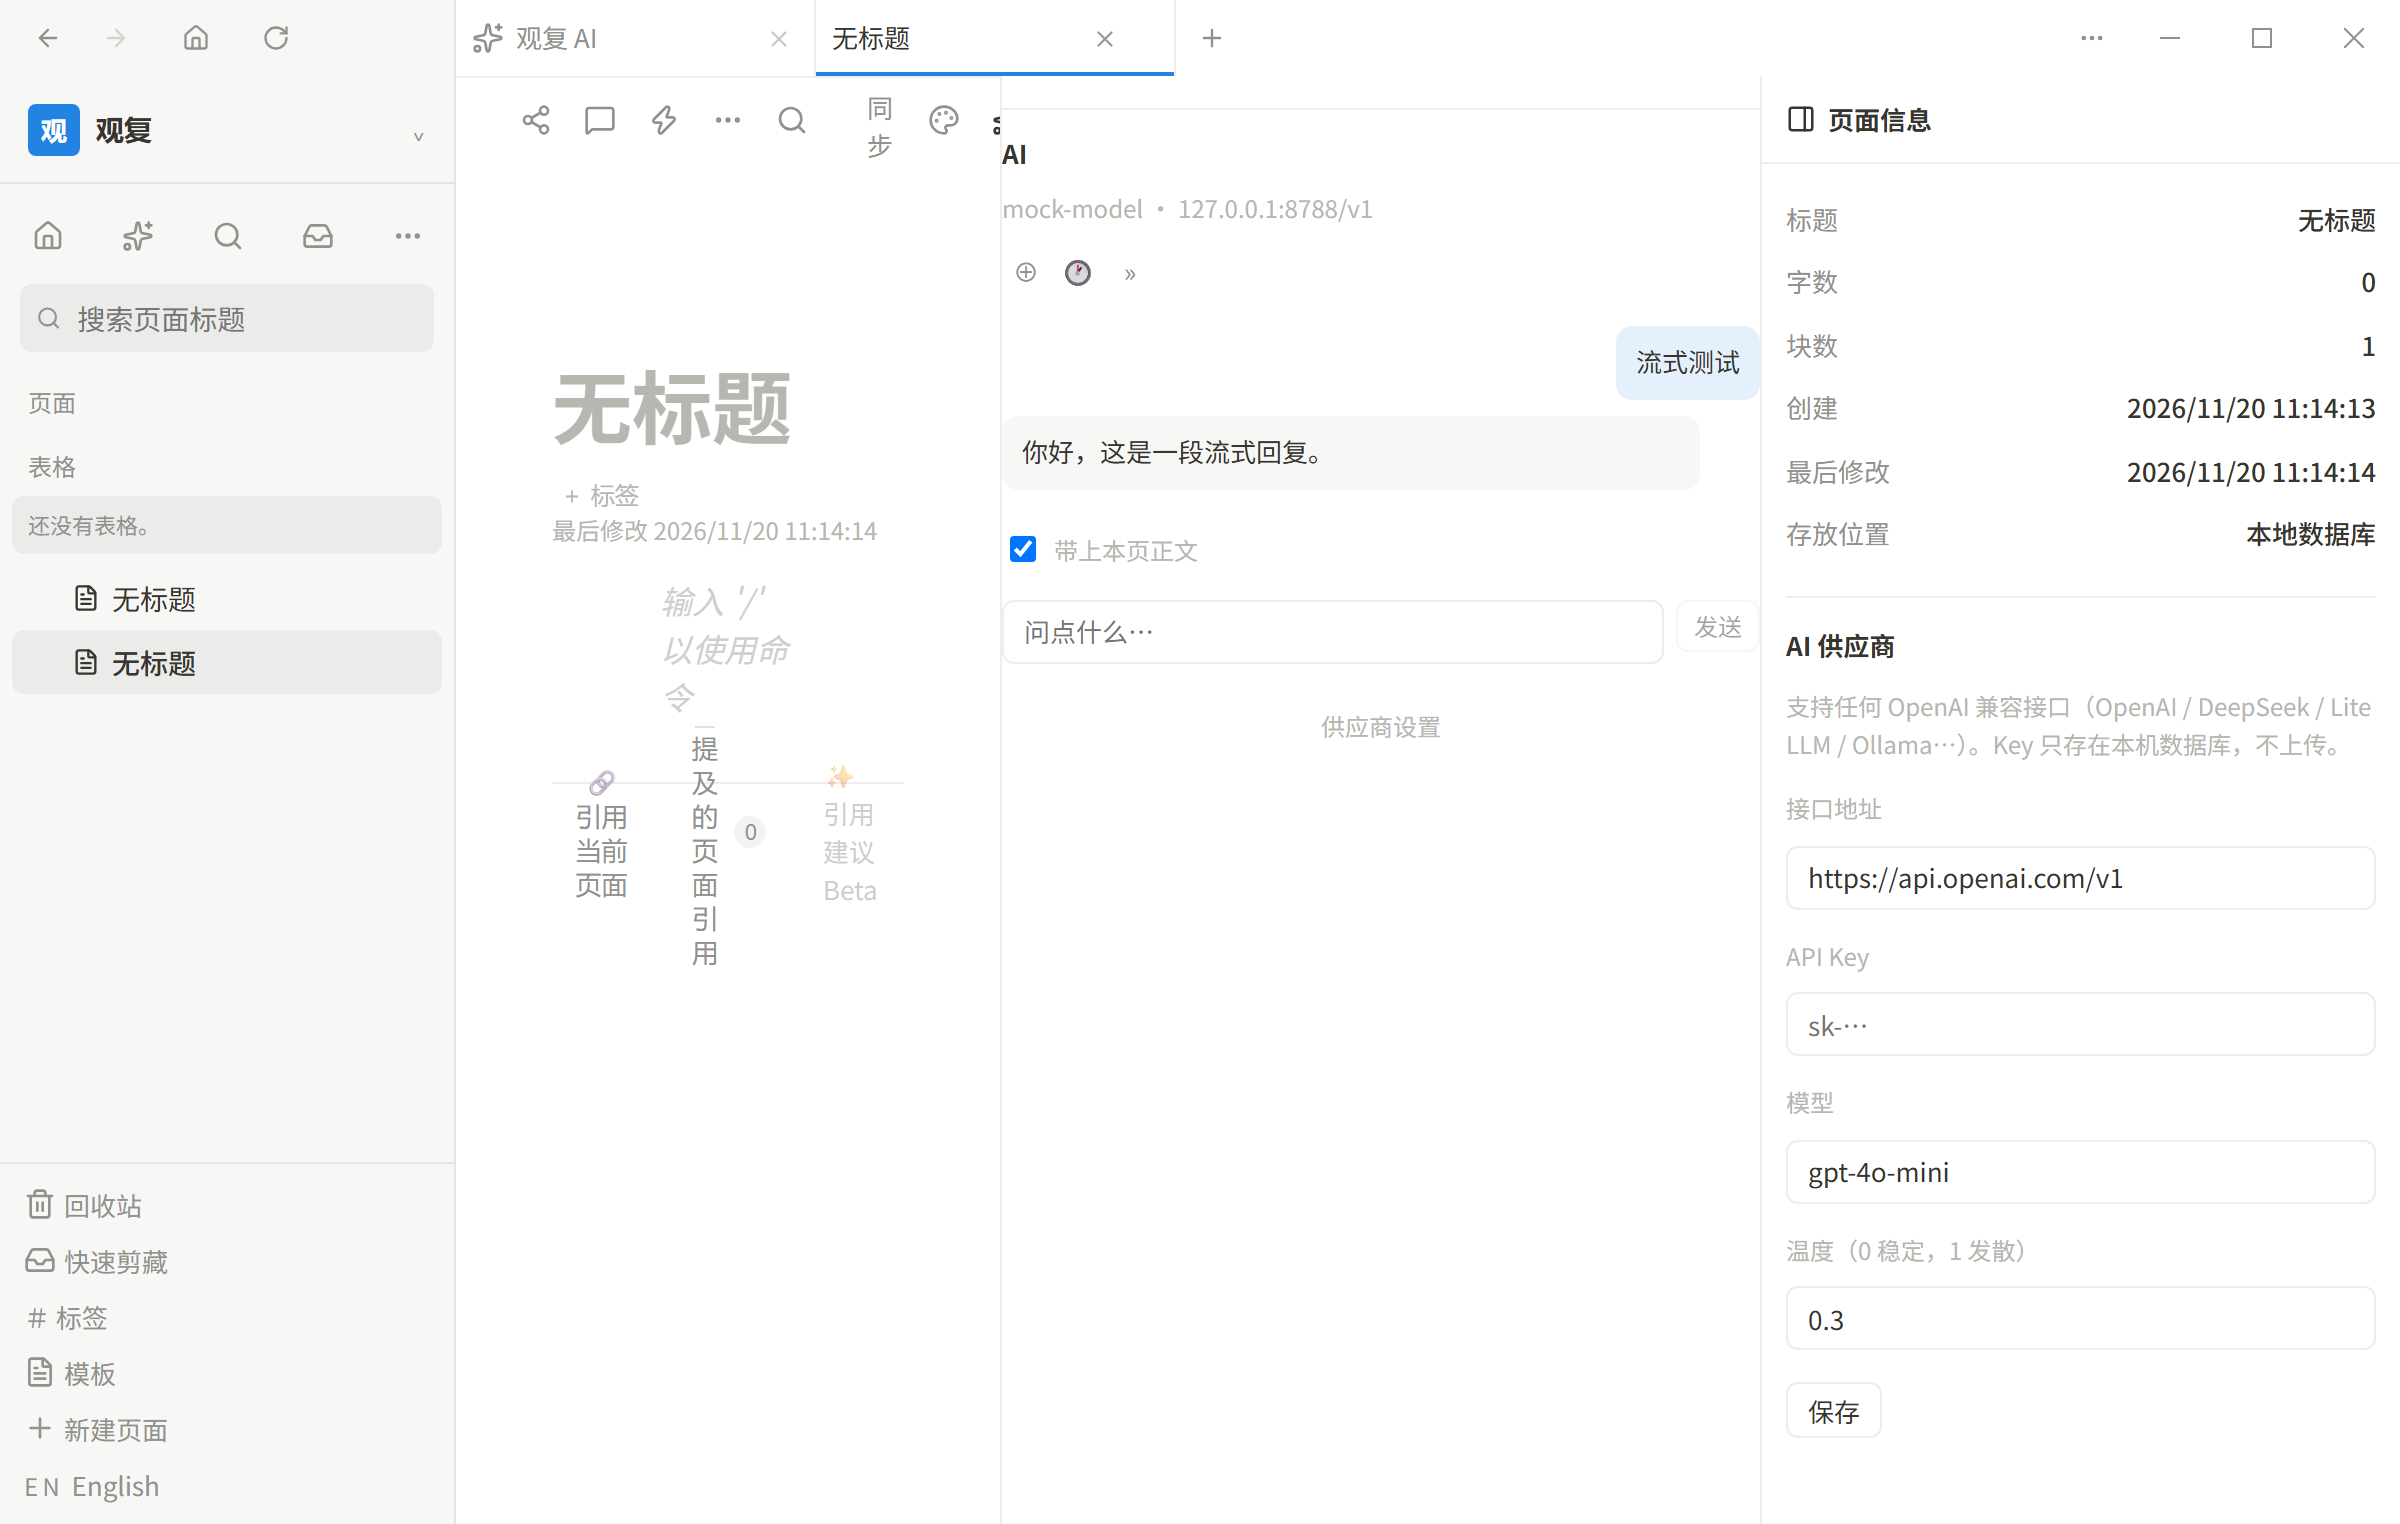 观复 AI
无标题
观 观复
搜索页面标题
页面
表格
还没有表格。
无标题
无标题
回收站
快速剪藏
# 标签
模板
新建页面
EN English
同
步
无标题
+ 标签
最后修改 2026/11/20 11:14:14
输入 '/'
以使用命
令
引用
当前
页面
提
及
的
页
面
引
用
0
引用
建议
Beta
AI
mock-model • 127.0.0.1:8788/v1
»
流式测试
你好，这是一段流式回复。
带上本页正文
问点什么…
发送
供应商设置
页面信息
标题 无标题
字数 0
块数 1
创建 2026/11/20 11:14:13
最后修改 2026/11/20 11:14:14
存放位置 本地数据库
AI 供应商
支持任何 OpenAI 兼容接口（OpenAI / DeepSeek / Lite
LLM / Ollama…）。Key 只存在本机数据库，不上传。
接口地址
https://api.openai.com/v1
API Key
sk-…
模型
gpt-4o-mini
温度（0 稳定，1 发散）
0.3
保存